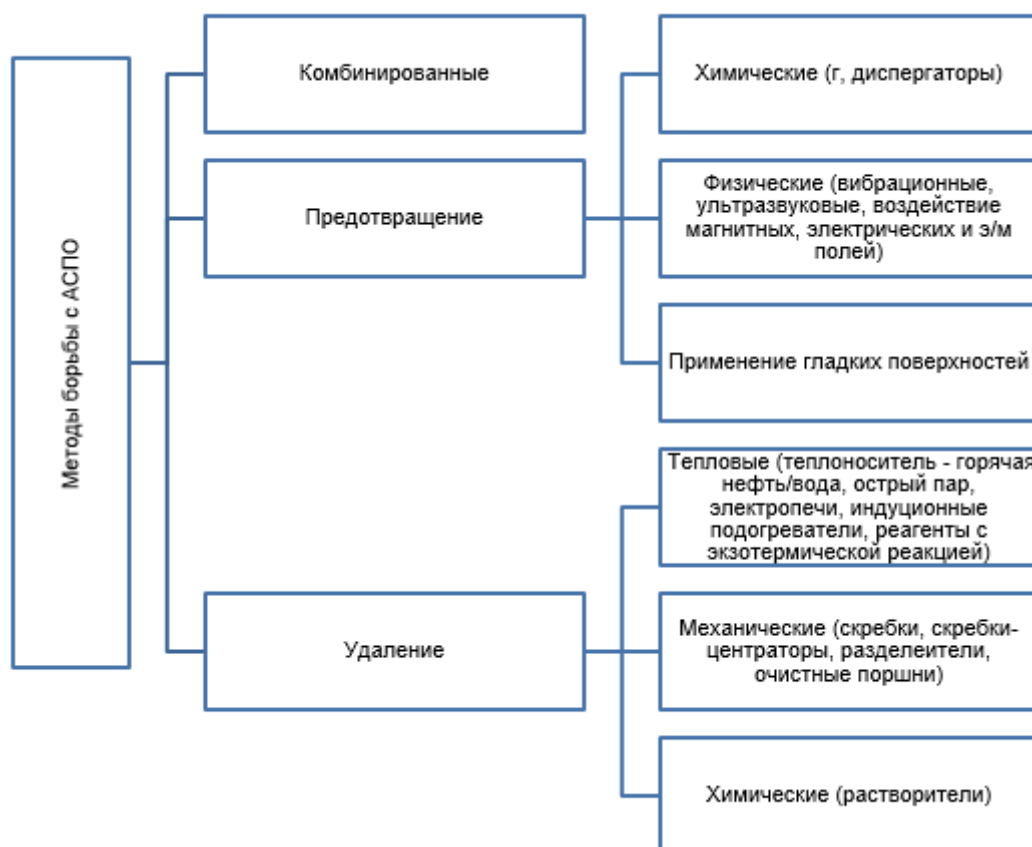 Методы борьбы с АСПО
Комбинированные
Предотвращение
Химические (г, диспергаторы)
Физические (вибрационные,
ультразвуковые, воздействие
магнитных, электрических и э/м
полей)
Применение гладких поверхностей
Удаление
Тепловые (теплоноситель - горячая
нефть/вода, острый пар,
электропечи, индуционные
подогреватели, реагенты с
экзотермической реакцией)
Механические (скребки, скребки-
центраторы, разделеители,
очистные поршни)
Химические (растворители)